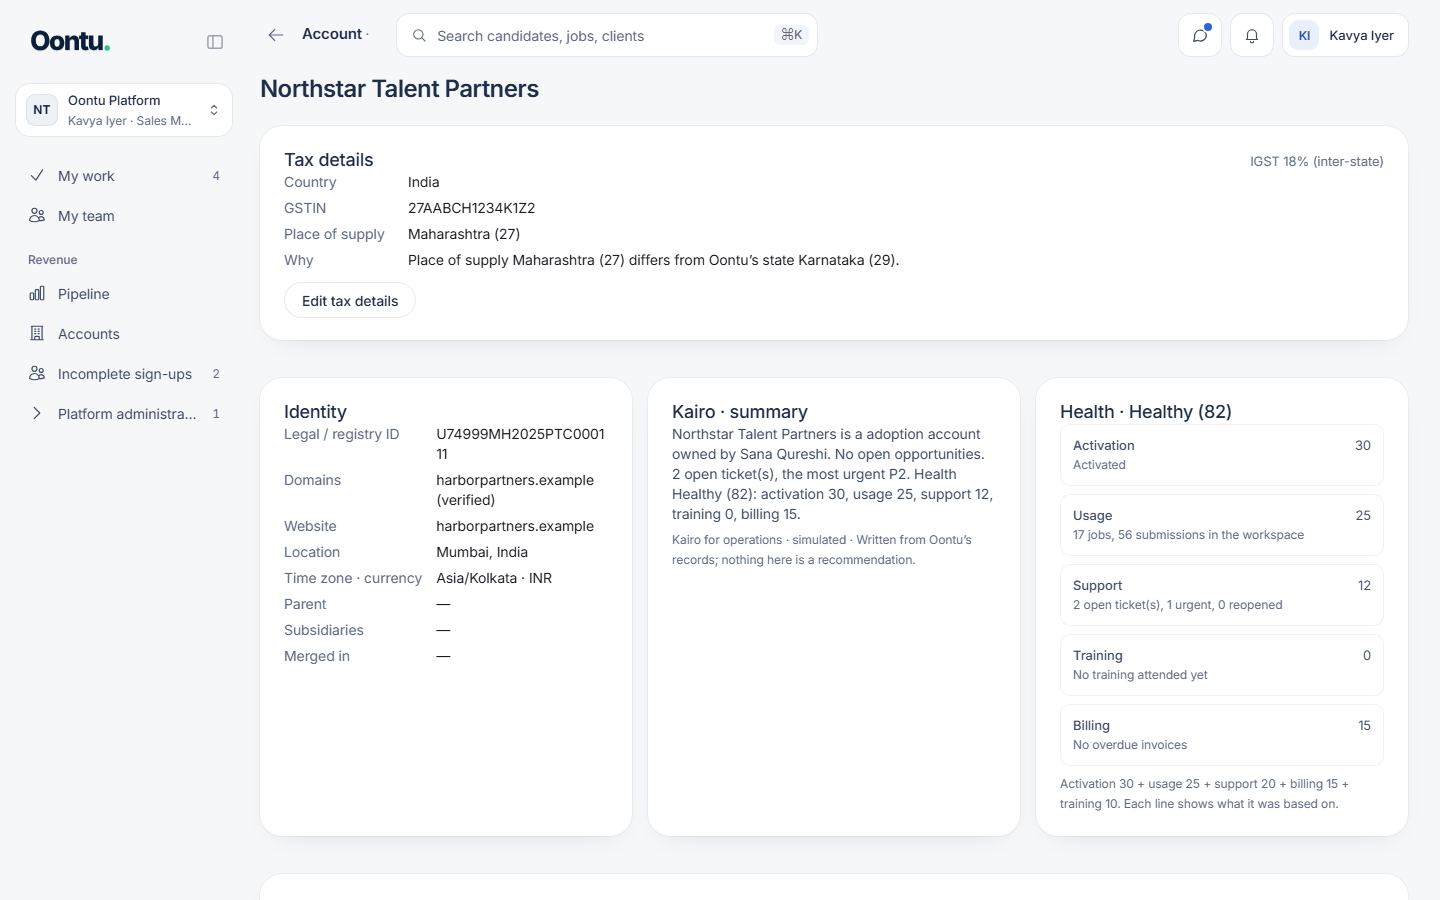 Oontu.
Account ·
Search candidates, jobs, clients
⌘K
KI
Kavya Iyer
NT
Oontu Platform
Kavya Iyer · Sales M...
My work
4
My team
Revenue
Pipeline
Accounts
Incomplete sign-ups
2
Platform administra...
1
Northstar Talent Partners
Tax details
IGST 18% (inter-state)
Country
India
GSTIN
27AABCH1234K1Z2
Place of supply
Maharashtra (27)
Why
Place of supply Maharashtra (27) differs from Oontu’s state Karnataka (29).
Edit tax details
Identity
Legal / registry ID
U74999MH2025PTC0001
11
Domains
harborpartners.example
(verified)
Website
harborpartners.example
Location
Mumbai, India
Time zone · currency
Asia/Kolkata · INR
Parent
—
Subsidiaries
—
Merged in
—
Kairo · summary
Northstar Talent Partners is a adoption account
owned by Sana Qureshi. No open opportunities.
2 open ticket(s), the most urgent P2. Health
Healthy (82): activation 30, usage 25, support 12,
training 0, billing 15.
Kairo for operations · simulated · Written from Oontu’s
records; nothing here is a recommendation.
Health · Healthy (82)
Activation
30
Activated
Usage
25
17 jobs, 56 submissions in the workspace
Support
12
2 open ticket(s), 1 urgent, 0 reopened
Training
0
No training attended yet
Billing
15
No overdue invoices
Activation 30 + usage 25 + support 20 + billing 15 +
training 10. Each line shows what it was based on.